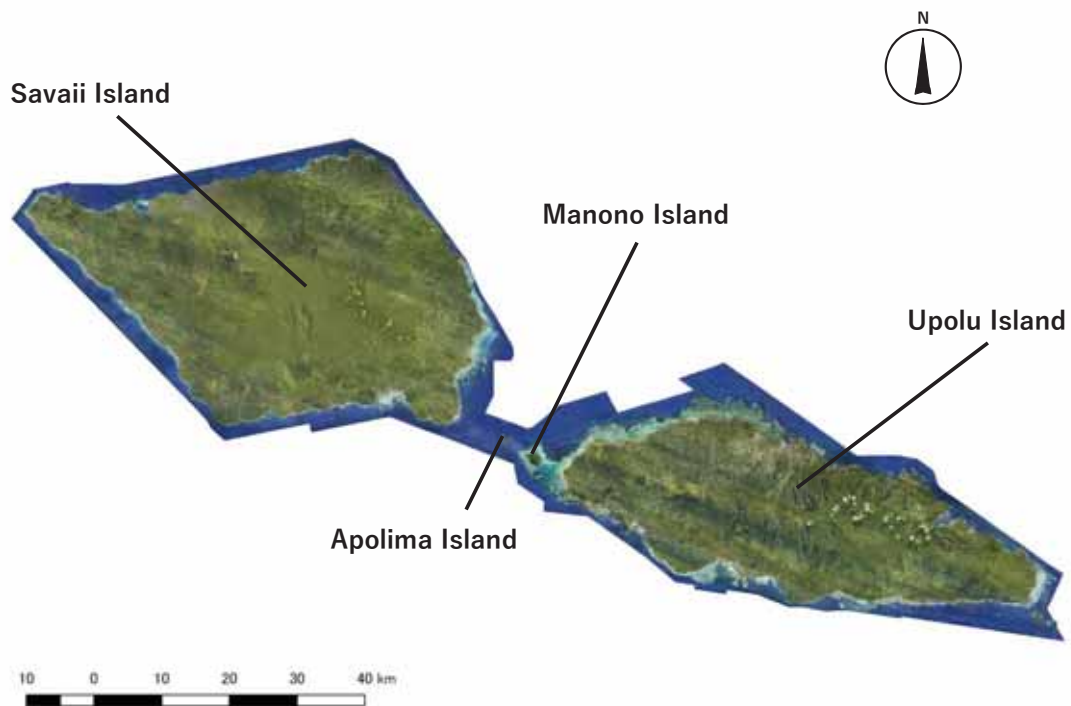 N
Savaii Island
Manono Island
Upolu Island
Apolima Island
10 0 10 20 30 40 km